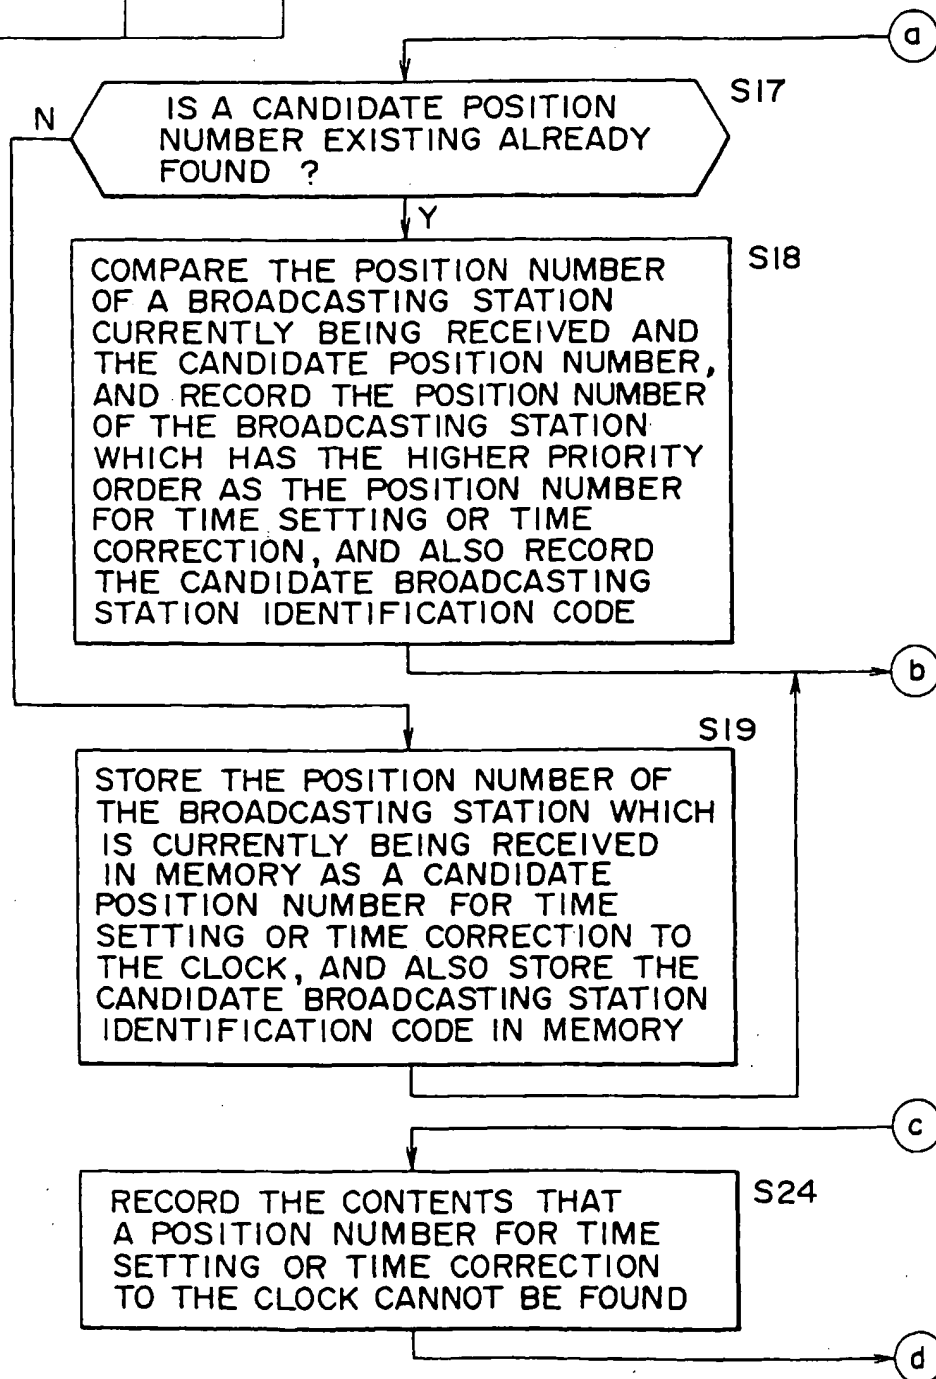 a
S17
N
IS A CANDIDATE POSITION
NUMBER EXISTING ALREADY
FOUND ?
Y
S18
COMPARE THE POSITION NUMBER
OF A BROADCASTING STATION
CURRENTLY BEING RECEIVED AND
THE CANDIDATE POSITION NUMBER,
AND RECORD THE POSITION NUMBER
OF THE BROADCASTING STATION
WHICH HAS THE HIGHER PRIORITY
ORDER AS THE POSITION NUMBER
FOR TIME SETTING OR TIME
CORRECTION, AND ALSO RECORD
THE CANDIDATE BROADCASTING
STATION IDENTIFICATION CODE
b
S19
STORE THE POSITION NUMBER OF
THE BROADCASTING STATION WHICH
IS CURRENTLY BEING RECEIVED
IN MEMORY AS A CANDIDATE
POSITION NUMBER FOR TIME
SETTING OR TIME CORRECTION TO
THE CLOCK, AND ALSO STORE THE
CANDIDATE BROADCASTING STATION
IDENTIFICATION CODE IN MEMORY
c
S24
RECORD THE CONTENTS THAT
A POSITION NUMBER FOR TIME
SETTING OR TIME CORRECTION
TO THE CLOCK CANNOT BE FOUND
d